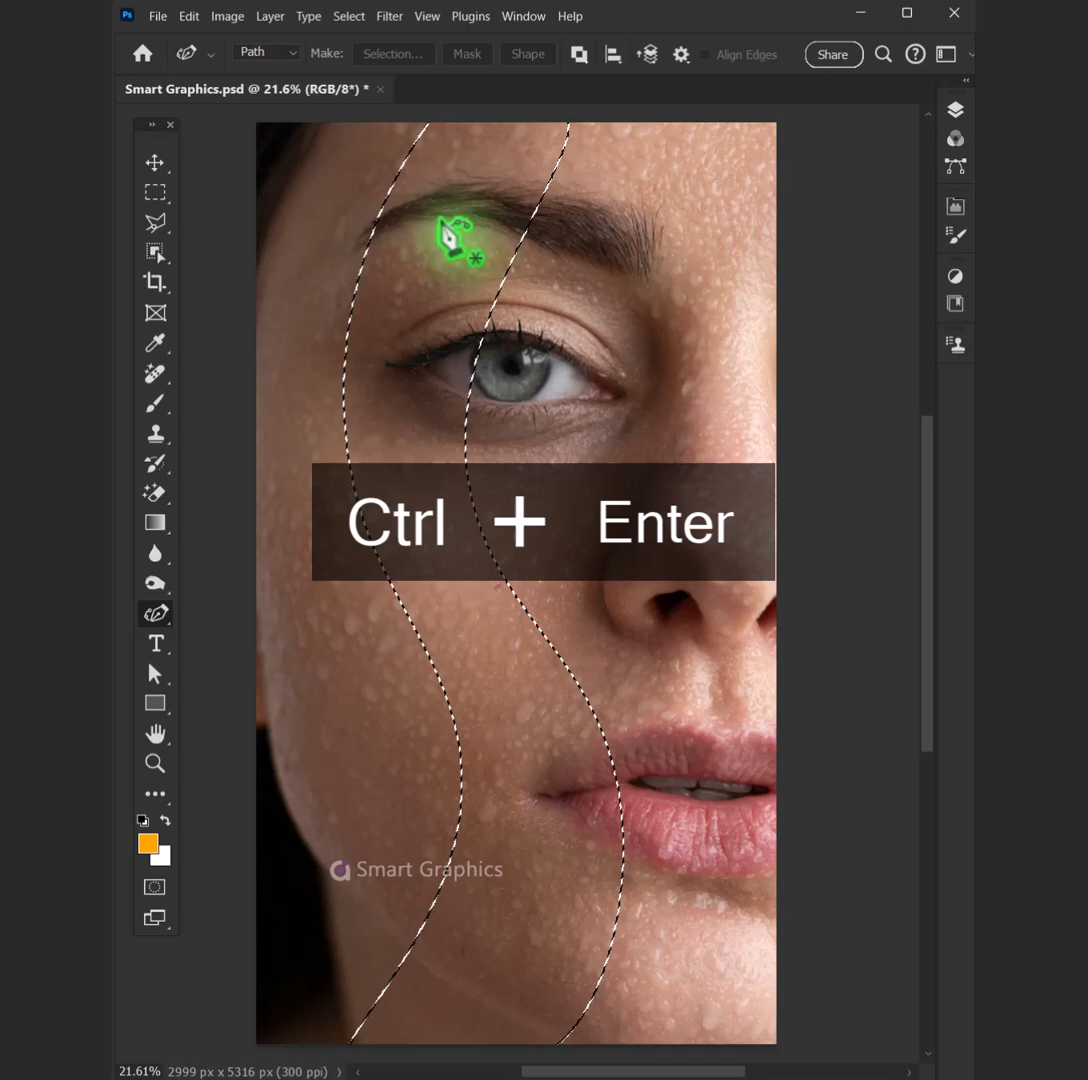 File Edit Image Layer Type Select Filter View Plugins Window Help
Path Make: Selection... Mask Shape Align Edges Share
Smart Graphics.psd @ 21.6% (RGB/8*) *
Ctrl + Enter
Smart Graphics
21.61% 2999 px x 5316 px (300 ppi)